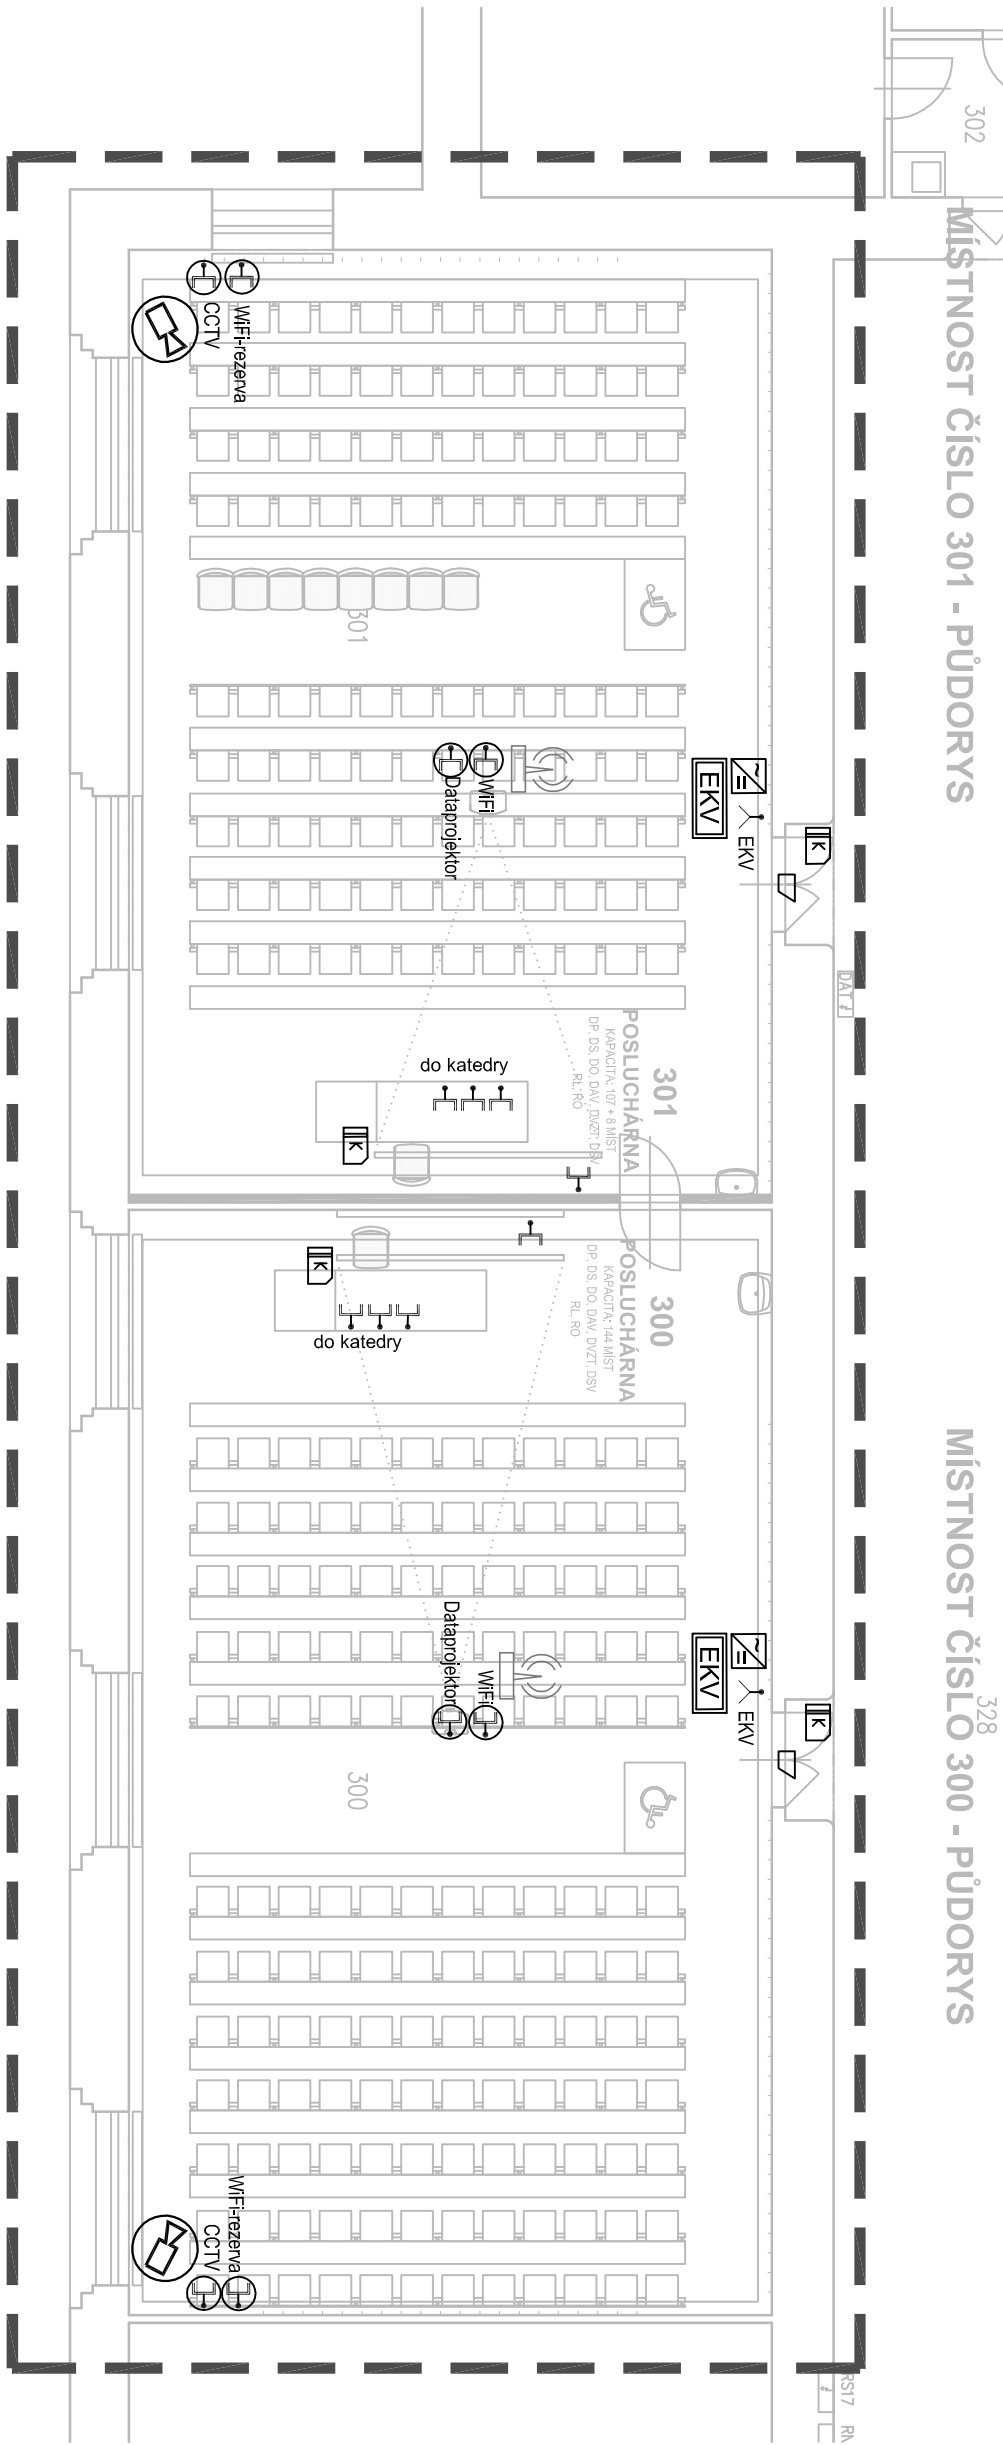 302
MÍSTNOST ČÍSLO 301 - PŮDORYS
CCTV
WiFi-rezerva
301
Dataprojektor
WiFi
EKV
EKV
K
DAT
301
POSLUCHÁRNA
KAPACITA: 107 + 8 MÍST
DP, DS, DO, DAV, DVZT, DSV
RL, RO
do katedry
K
K
do katedry
300
POSLUCHÁRNA
KAPACITA: 144 MÍST
DP, DS, DO, DAV, DVZT, DSV
RL, RO
MÍSTNOST ČÍSLO 300 - PŮDORYS
328
Dataprojektor
WiFi
EKV
EKV
K
300
WiFi-rezerva
CCTV
RS17